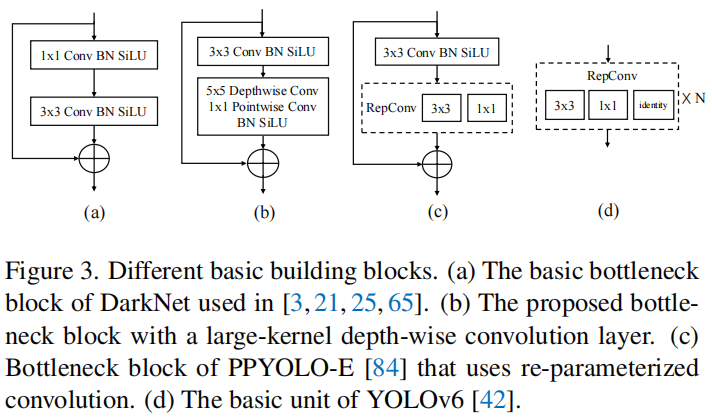 1x1 Conv BN SiLU
3x3 Conv BN SiLU
(a)
3x3 Conv BN SiLU
5x5 Depthwise Conv
1x1 Pointwise Conv
BN SiLU
(b)
3x3 Conv BN SiLU
RepConv 3x3 1x1
(c)
RepConv
3x3 1x1 identity X N
(d)
Figure 3. Different basic building blocks. (a) The basic bottleneck
block of DarkNet used in [3, 21, 25, 65]. (b) The proposed bottle-
neck block with a large-kernel depth-wise convolution layer. (c)
Bottleneck block of PPYOLO-E [84] that uses re-parameterized
convolution. (d) The basic unit of YOLOv6 [42].